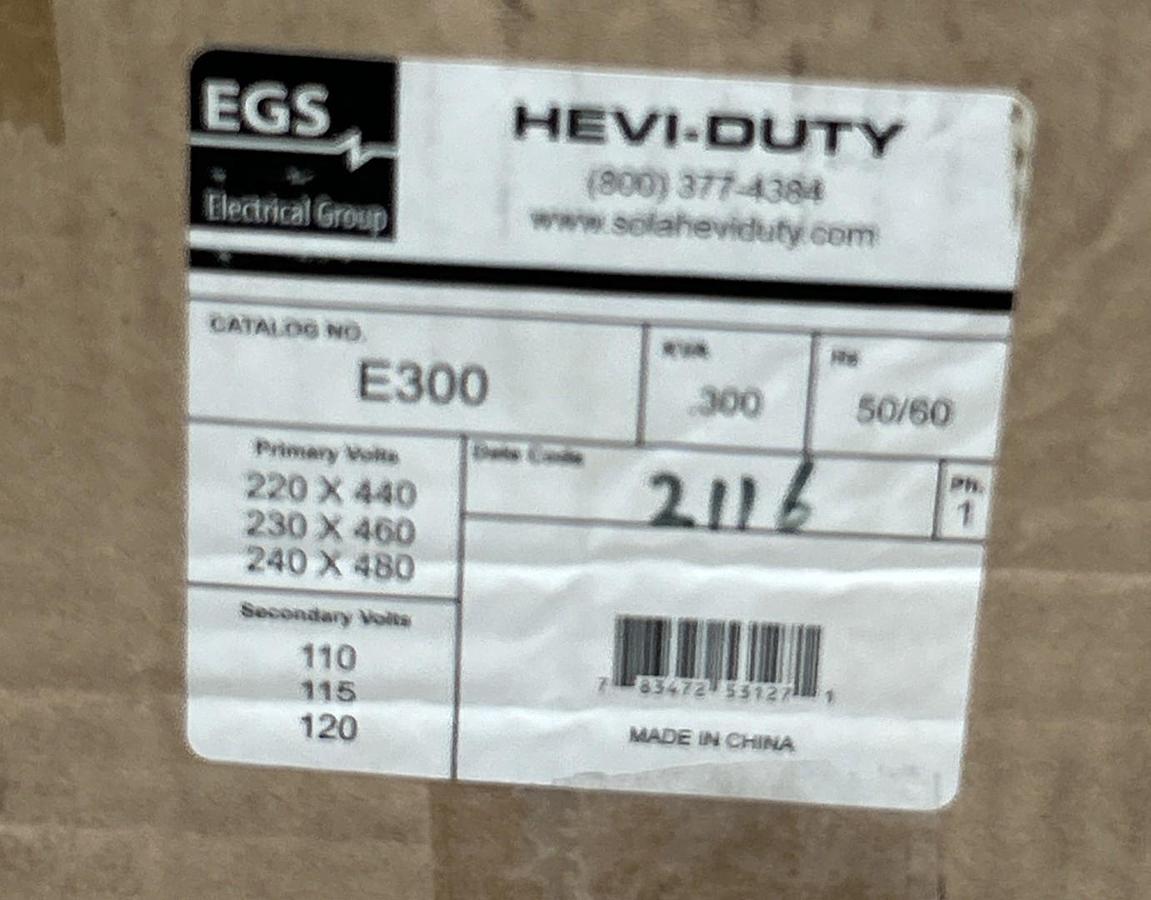 EGS
Electrical Group
HEVI-DUTY
(800) 377-4384
www.solaheviduty.com
CATALOG NO.
E300
KVA
.300
Hz
50/60
Primary Volts
220 X 440
230 X 460
240 X 480
Date Code
2116
PH.
1
Secondary Volts
110
115
120
7 83472 53127 1
MADE IN CHINA